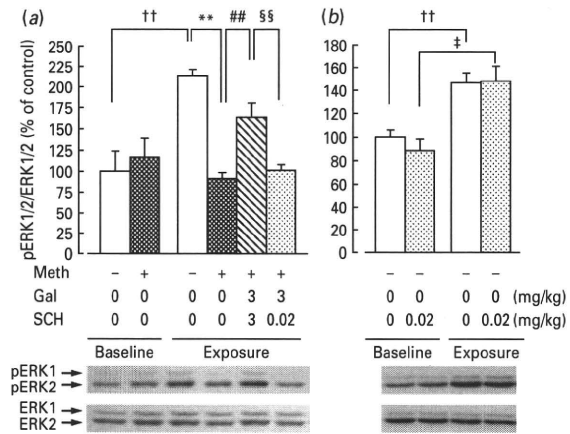 (a)
†† ** ## §§
pERK1/2/ERK1/2 (% of control)
250
225
200
175
150
125
100
75
50
25
0
Meth – + – + + +
Gal 0 0 0 0 3 3
SCH 0 0 0 0 3 0.02
Baseline Exposure
pERK1
pERK2
ERK1
ERK2
(b)
††
‡
180
160
140
120
100
80
60
40
20
0
– – – –
0 0 0 0 (mg/kg)
0 0.02 0 0.02 (mg/kg)
Baseline Exposure